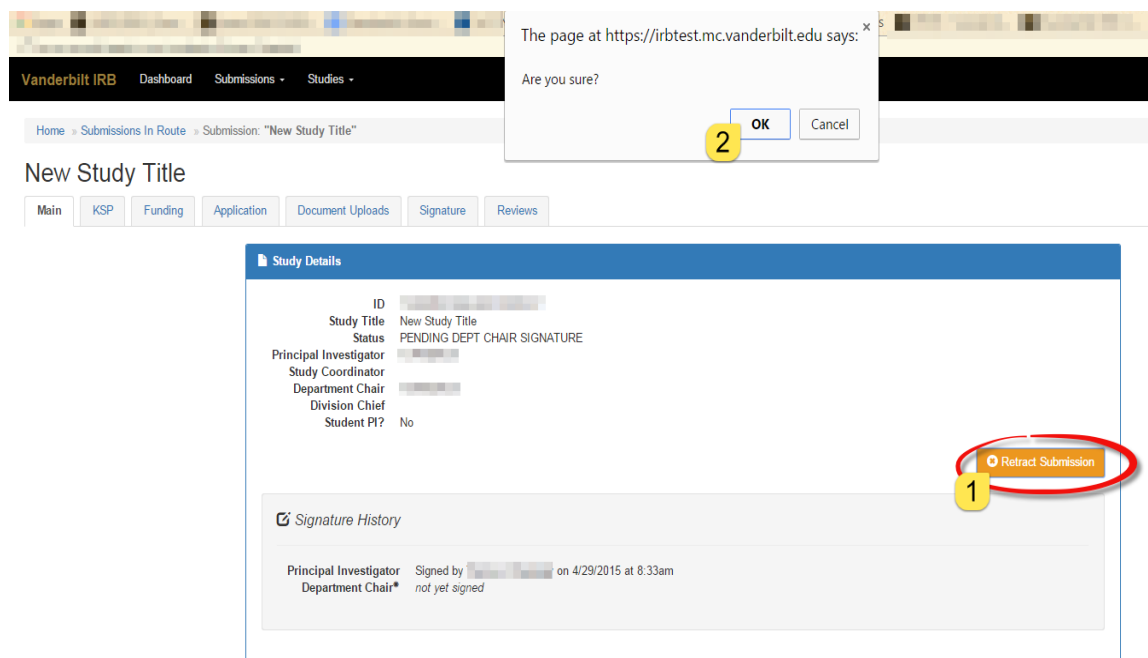 The page at https://irbtest.mc.vanderbilt.edu says: ×
Are you sure?
OK Cancel
2
Vanderbilt IRB Dashboard Submissions Studies
Home » Submissions In Route » Submission: "New Study Title"
New Study Title
Main KSP Funding Application Document Uploads Signature Reviews
Study Details
ID
Study Title New Study Title
Status PENDING DEPT CHAIR SIGNATURE
Principal Investigator
Study Coordinator
Department Chair
Division Chief
Student PI? No
Retract Submission
1
Signature History
Principal Investigator Signed by on 4/29/2015 at 8:33am
Department Chair* not yet signed